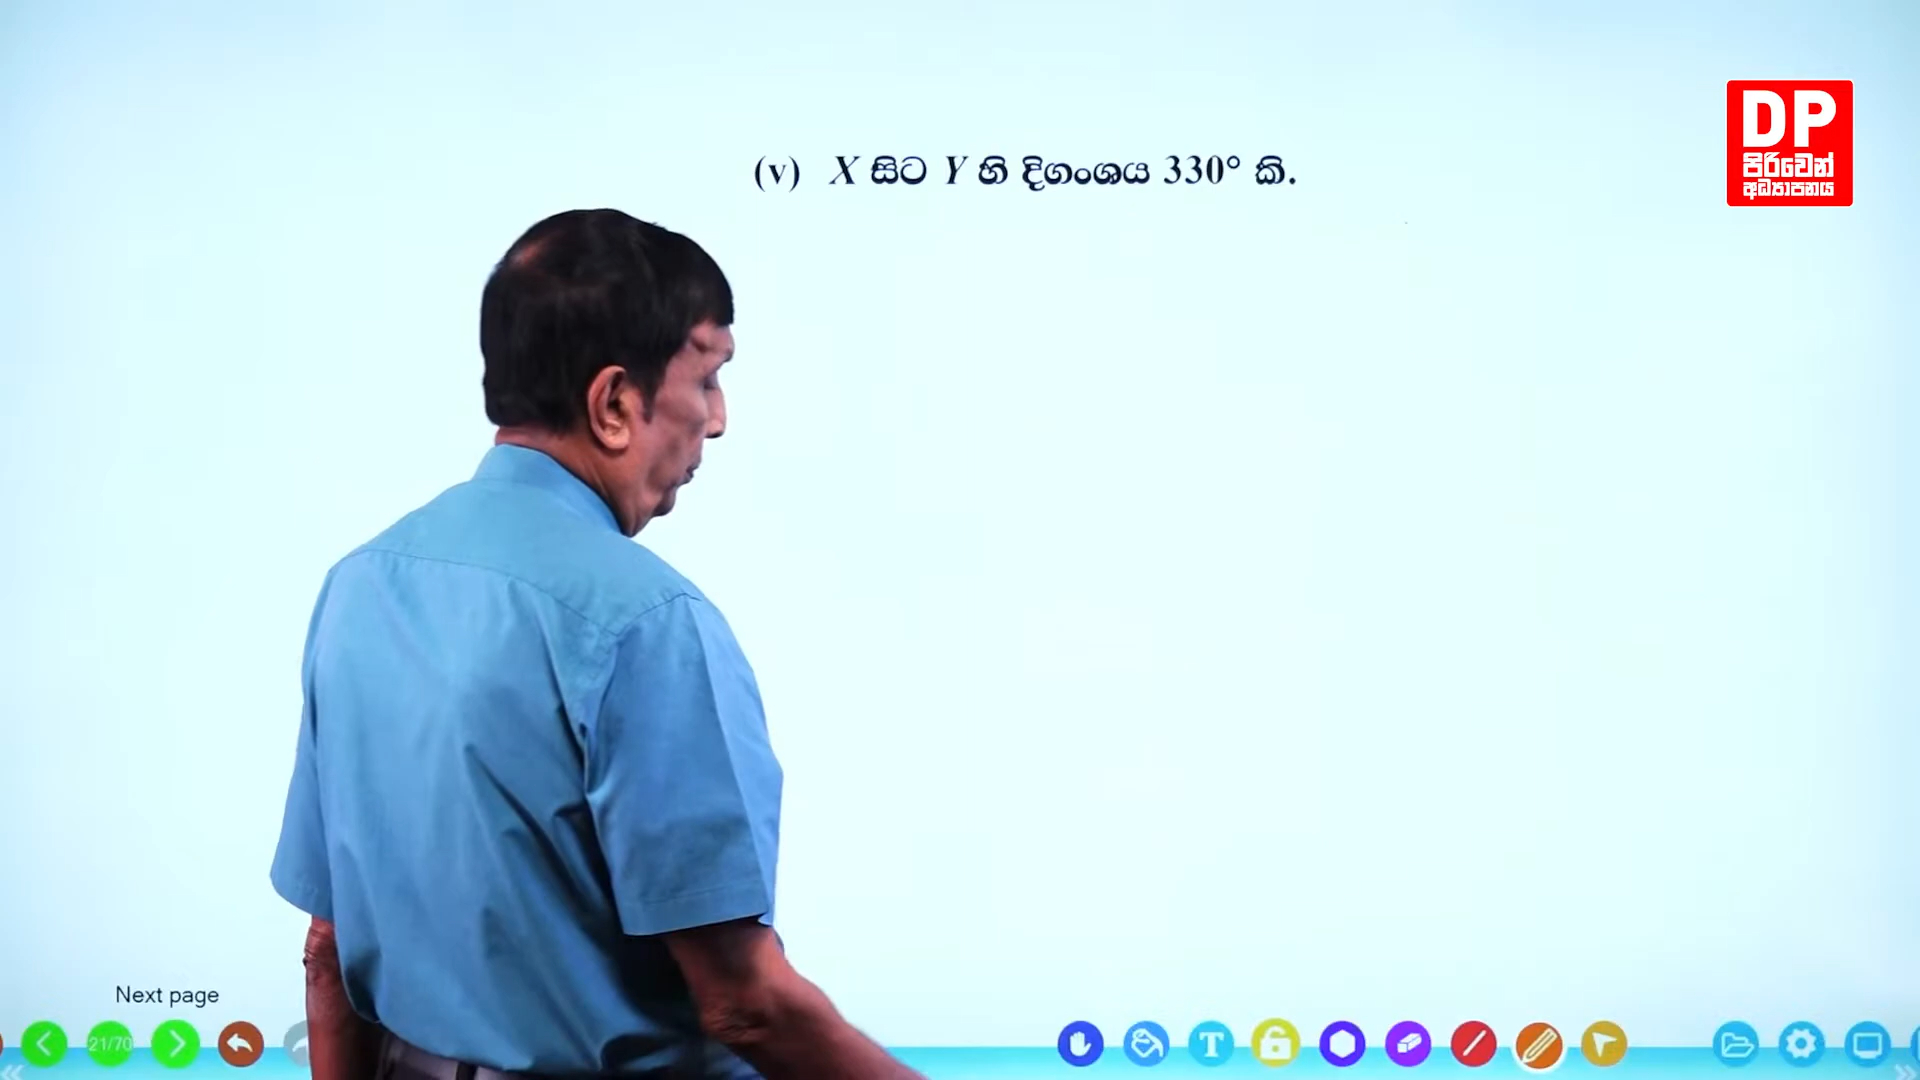 DP
පිරිවෙන්
අධ්‍යාපනය
(v) X සිට Y හි දිගංශය 330° කි.
Next page
21/70
T